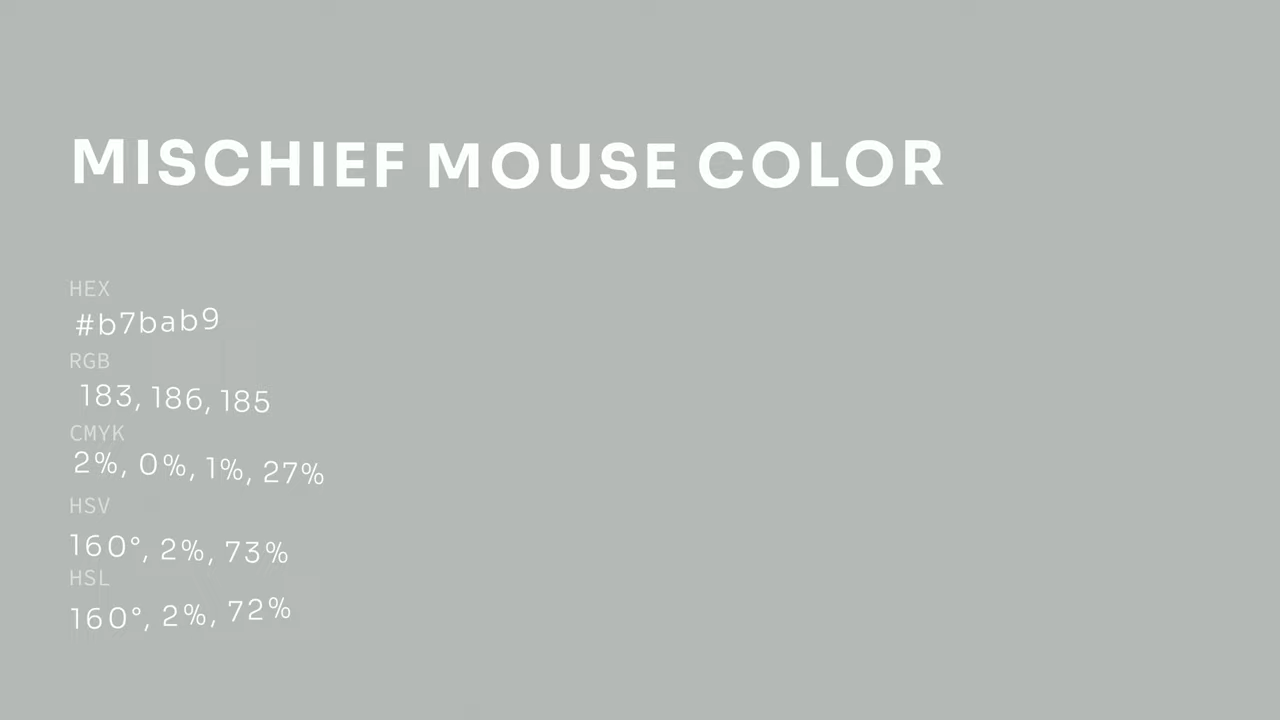 MISCHIEF MOUSE COLOR
HEX
#b7bab9
RGB
183, 186, 185
CMYK
2%, 0%, 1%, 27%
HSV
160°, 2%, 73%
HSL
160°, 2%, 72%